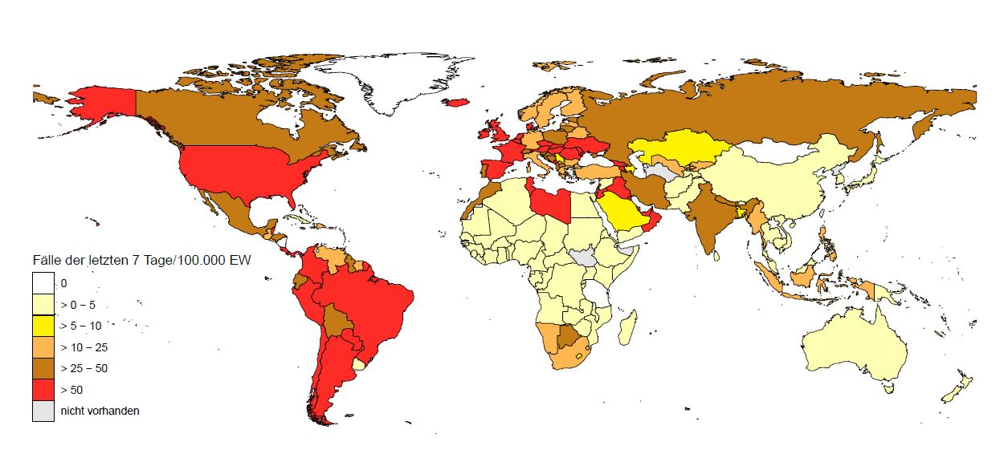 Fälle der letzten 7 Tage/100.000 EW
0
> 0 – 5
> 5 – 10
> 10 – 25
> 25 – 50
> 50
nicht vorhanden